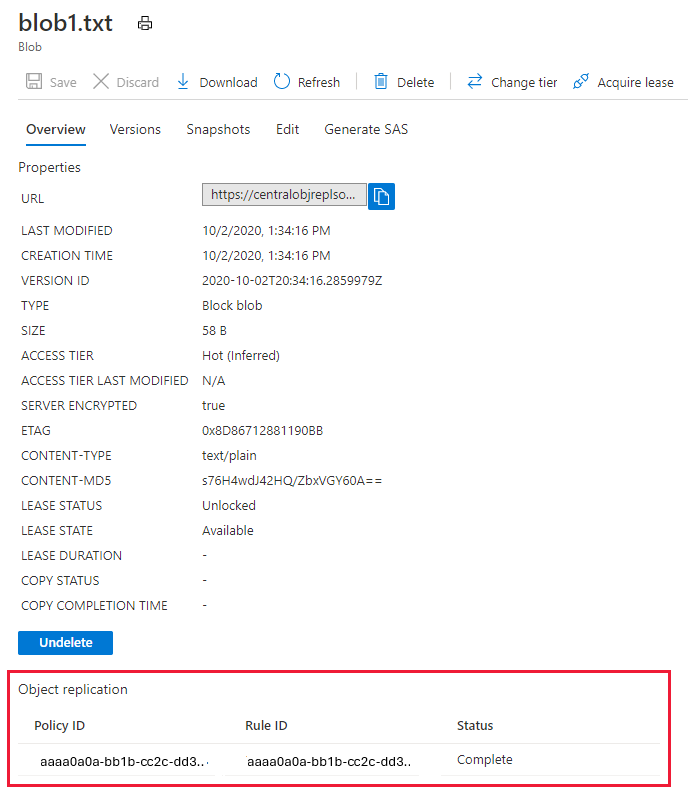 blob1.txt
Blob
Save Discard Download Refresh Delete Change tier Acquire lease
Overview Versions Snapshots Edit Generate SAS
Properties
URL https://centralobjreplso...
LAST MODIFIED 10/2/2020, 1:34:16 PM
CREATION TIME 10/2/2020, 1:34:16 PM
VERSION ID 2020-10-02T20:34:16.2859979Z
TYPE Block blob
SIZE 58 B
ACCESS TIER Hot (Inferred)
ACCESS TIER LAST MODIFIED N/A
SERVER ENCRYPTED true
ETAG 0x8D86712881190BB
CONTENT-TYPE text/plain
CONTENT-MD5 s76H4wdJ42HQ/ZbxVGY60A==
LEASE STATUS Unlocked
LEASE STATE Available
LEASE DURATION -
COPY STATUS -
COPY COMPLETION TIME -
Undelete
Object replication
Policy ID Rule ID Status
aaaa0a0a-bb1b-cc2c-dd3.. aaaa0a0a-bb1b-cc2c-dd3.. Complete